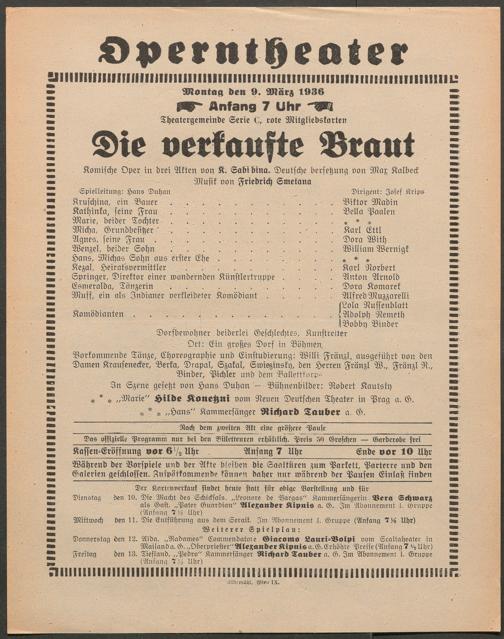 Operntheater
Montag den 9. März 1936
Anfang 7 Uhr
Theatergemeinde Serie C, rote Mitgliedskarten
Die verkaufte Braut
Komische Oper in drei Akten von K. Sabi bina. Deutsche bersetzung von Max Kalbeck
Musik von Friedrich Smetana
Spielleitung: Hans Duhan Dirigent: Josef Krips
Kruschina, ein Bauer . . . . . . . . . . Viktor Madin
Kathinka, seine Frau . . . . . . . . . . Bella Paalen
Marie, beider Tochter . . . . . . . . . . * * *
Micha, Grundbesitzer . . . . . . . . . . Karl Ettl
Agnes, seine Frau . . . . . . . . . . Dora With
Wenzel, beider Sohn . . . . . . . . . . William Wernigk
Hans, Michas Sohn aus erster Ehe . . . . . . . . * * *
Kezal, Heiratsvermittler . . . . . . . . . . Karl Norbert
Springer, Direktor einer wandernden Künstlertruppe . . . . . . Anton Arnold
Esmeralda, Tänzerin . . . . . . . . . . Dora Komarek
Muff, ein als Indianer verkleideter Komödiant . . . . . . Alfred Muzzarelli
Lola Nussenblatt
Komödianten . . . . . . . . . . Adolph Nemeth
Bobby Binder
Dorfbewohner beiderlei Geschlechtes, Kunstreiter
Ort: Ein großes Dorf in Böhmen
Vorkommende Tänze, Choreographie und Einstudierung: Willi Fränzl, ausgeführt von den
Damen Krausenecker, Berka, Drapal, Szakal, Swiezinsky, den Herren Fränzl W., Fränzl R.,
Binder, Pichler und dem Ballettkorps
In Szene gesetzt von Hans Duhan — Bühnenbilder: Robert Kautsky
* * * „Marie" Hilde Konetzni vom Neuen Deutschen Theater in Prag a. G.
* * * „Hans" Kammersänger Richard Tauber a. G.
Nach dem zweiten Akt eine größere Pause
Das offizielle Programm nur bei den Billetteuren erhältlich. Preis 50 Groschen — Garderobe frei
Kassen-Eröffnung vor 6½ Uhr Anfang 7 Uhr Ende vor 10 Uhr
Während der Vorspiele und der Akte bleiben die Saaltüren zum Parkett, Parterre und den
Galerien geschlossen. Zuspätkommende können daher nur während der Pausen Einlaß finden
Der Kartenverkauf findet heute statt für obige Vorstellung und für
Dienstag den 10. Die Macht des Schicksals. „Leonore de Vargas" Kammersängerin Vera Schwarz
als Gast. „Pater Guardian" Alexander Kipnis a. G. Im Abonnement 1. Gruppe
(Anfang 7½ Uhr)
Mittwoch den 11. Die Entführung aus dem Serail. Im Abonnement 1. Gruppe (Anfang 7½ Uhr)
Weiterer Spielplan:
Donnerstag den 12. Aida. „Radames" Commendatore Giacomo Lauri-Volpi vom Scalatheater in
Mailand a. G. „Oberpriester" Alexander Kipnis a. G. Erhöhte Preise (Anfang 7½ Uhr)
Freitag den 13. Tiefland. „Pedro" Kammersänger Richard Tauber a. G. Im Abonnement 1. Gruppe
(Anfang 7½ Uhr)